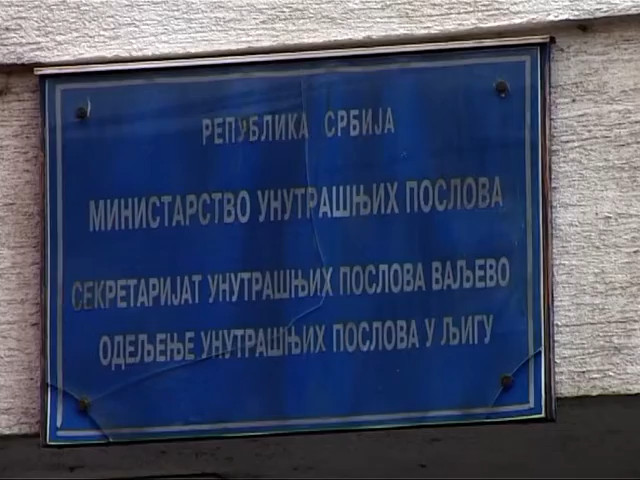 РЕПУБЛИКА СРБИЈА
МИНИСТАРСТВО УНУТРАШЊИХ ПОСЛОВА
СЕКРЕТАРИЈАТ УНУТРАШЊИХ ПОСЛОВА ВАЉЕВО
ОДЕЉЕЊЕ УНУТРАШЊИХ ПОСЛОВА У ЉИГУ